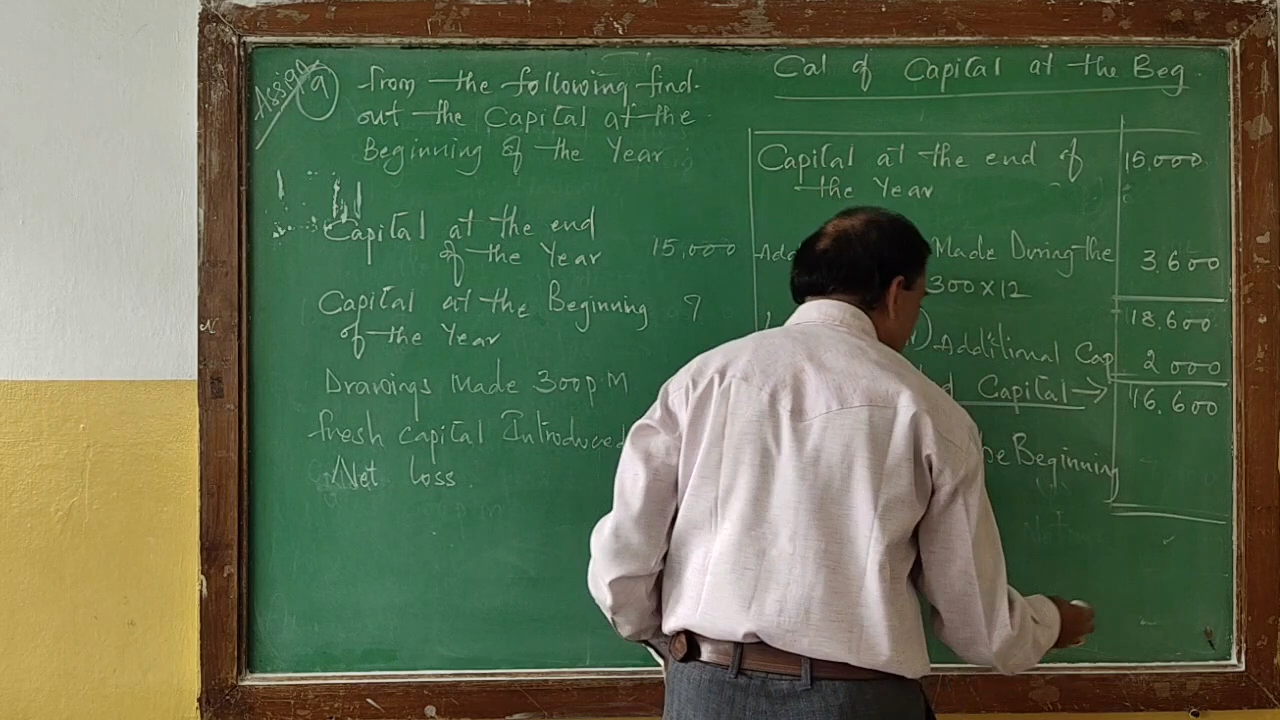 Assign
a from the following find
out the Capital at the
Beginning of the Year
Capital at the end
of the Year 15,000
Capital at the Beginning ?
of the Year
Drawings Made 300 p.M
fresh capital Introduced
Net loss.
Cal of Capital at the Beg.
Capital at the end of 15,000
the Year
Made During the 3,600
300 x 12
18,600
Additional Cap 2 000
Capital → 16,600
Beginning